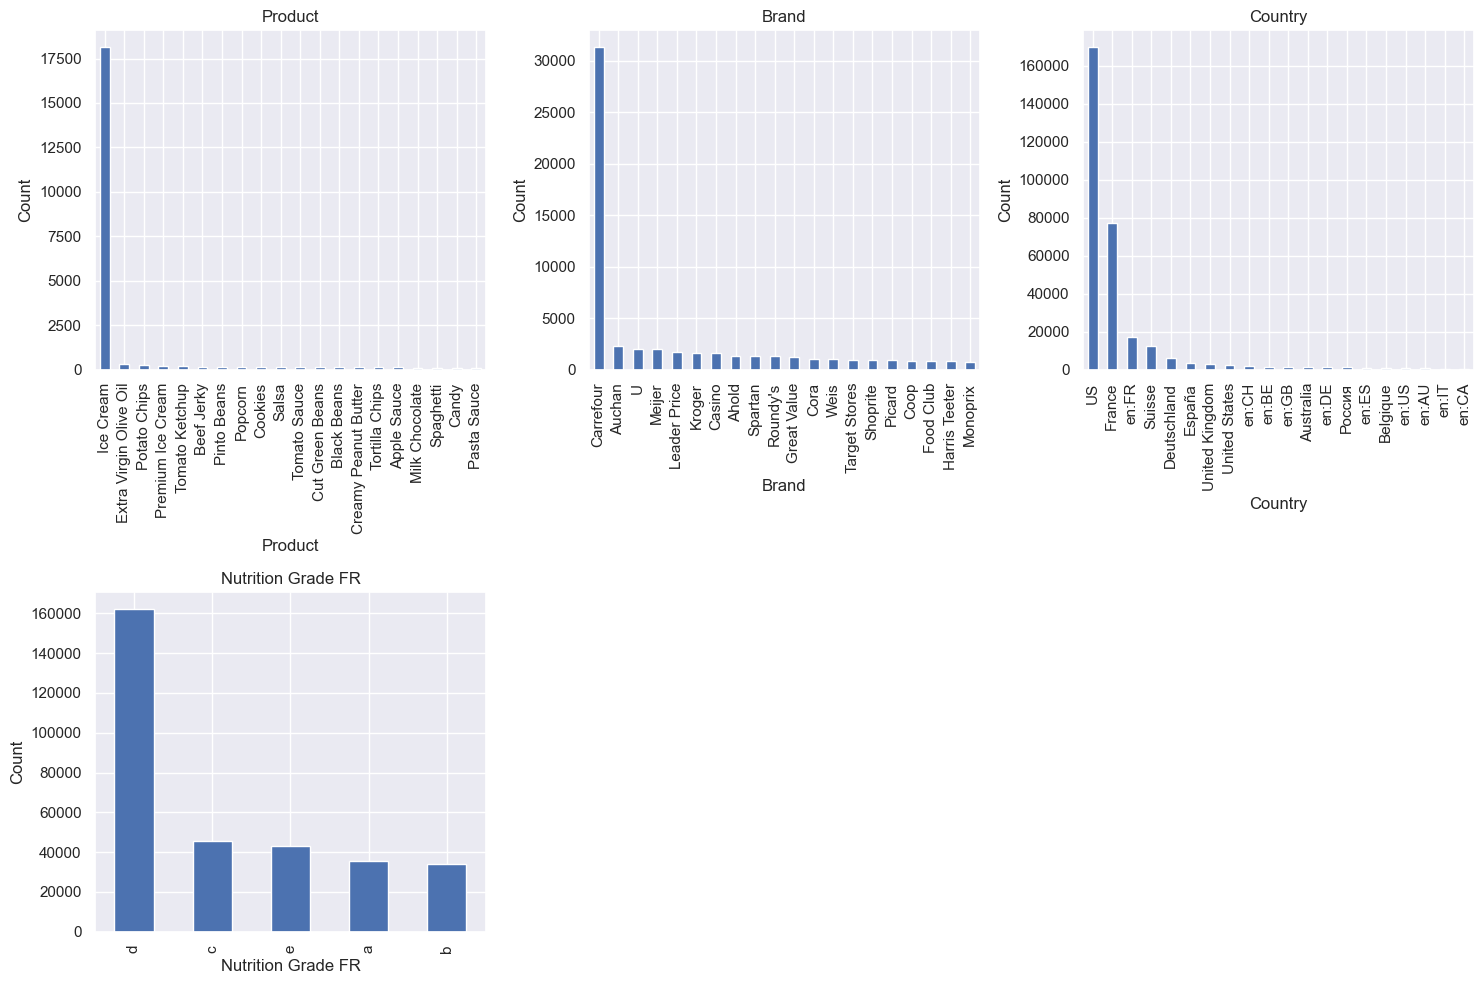 Product
17500
15000
12500
10000
7500
5000
2500
0
Count
Ice Cream
Extra Virgin Olive Oil
Potato Chips
Premium Ice Cream
Tomato Ketchup
Beef Jerky
Pinto Beans
Popcorn
Cookies
Salsa
Tomato Sauce
Cut Green Beans
Black Beans
Creamy Peanut Butter
Tortilla Chips
Apple Sauce
Milk Chocolate
Spaghetti
Candy
Pasta Sauce
Product
Brand
30000
25000
20000
15000
10000
5000
0
Count
Carrefour
Auchan
U
Meijer
Leader Price
Kroger
Casino
Ahold
Spartan
Roundy's
Great Value
Cora
Weis
Target Stores
Shoprite
Picard
Coop
Food Club
Harris Teeter
Monoprix
Brand
Country
160000
140000
120000
100000
80000
60000
40000
20000
0
Count
US
France
en:FR
Suisse
Deutschland
España
United Kingdom
United States
en:CH
en:BE
en:GB
Australia
en:DE
Россия
en:ES
Belgique
en:US
en:AU
en:IT
en:CA
Country
Nutrition Grade FR
160000
140000
120000
100000
80000
60000
40000
20000
0
Count
d
c
e
a
b
Nutrition Grade FR